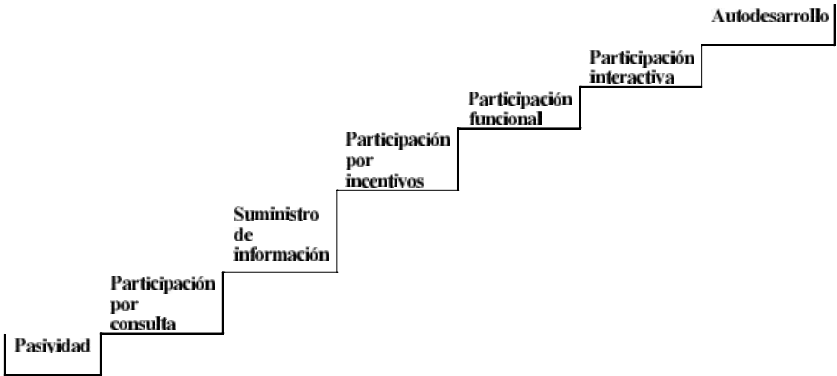 Autodesarrollo
Participación
interactiva
Participación
funcional
Participación
por
incentivos
Suministro
de
información
Participación
por
consulta
Pasividad